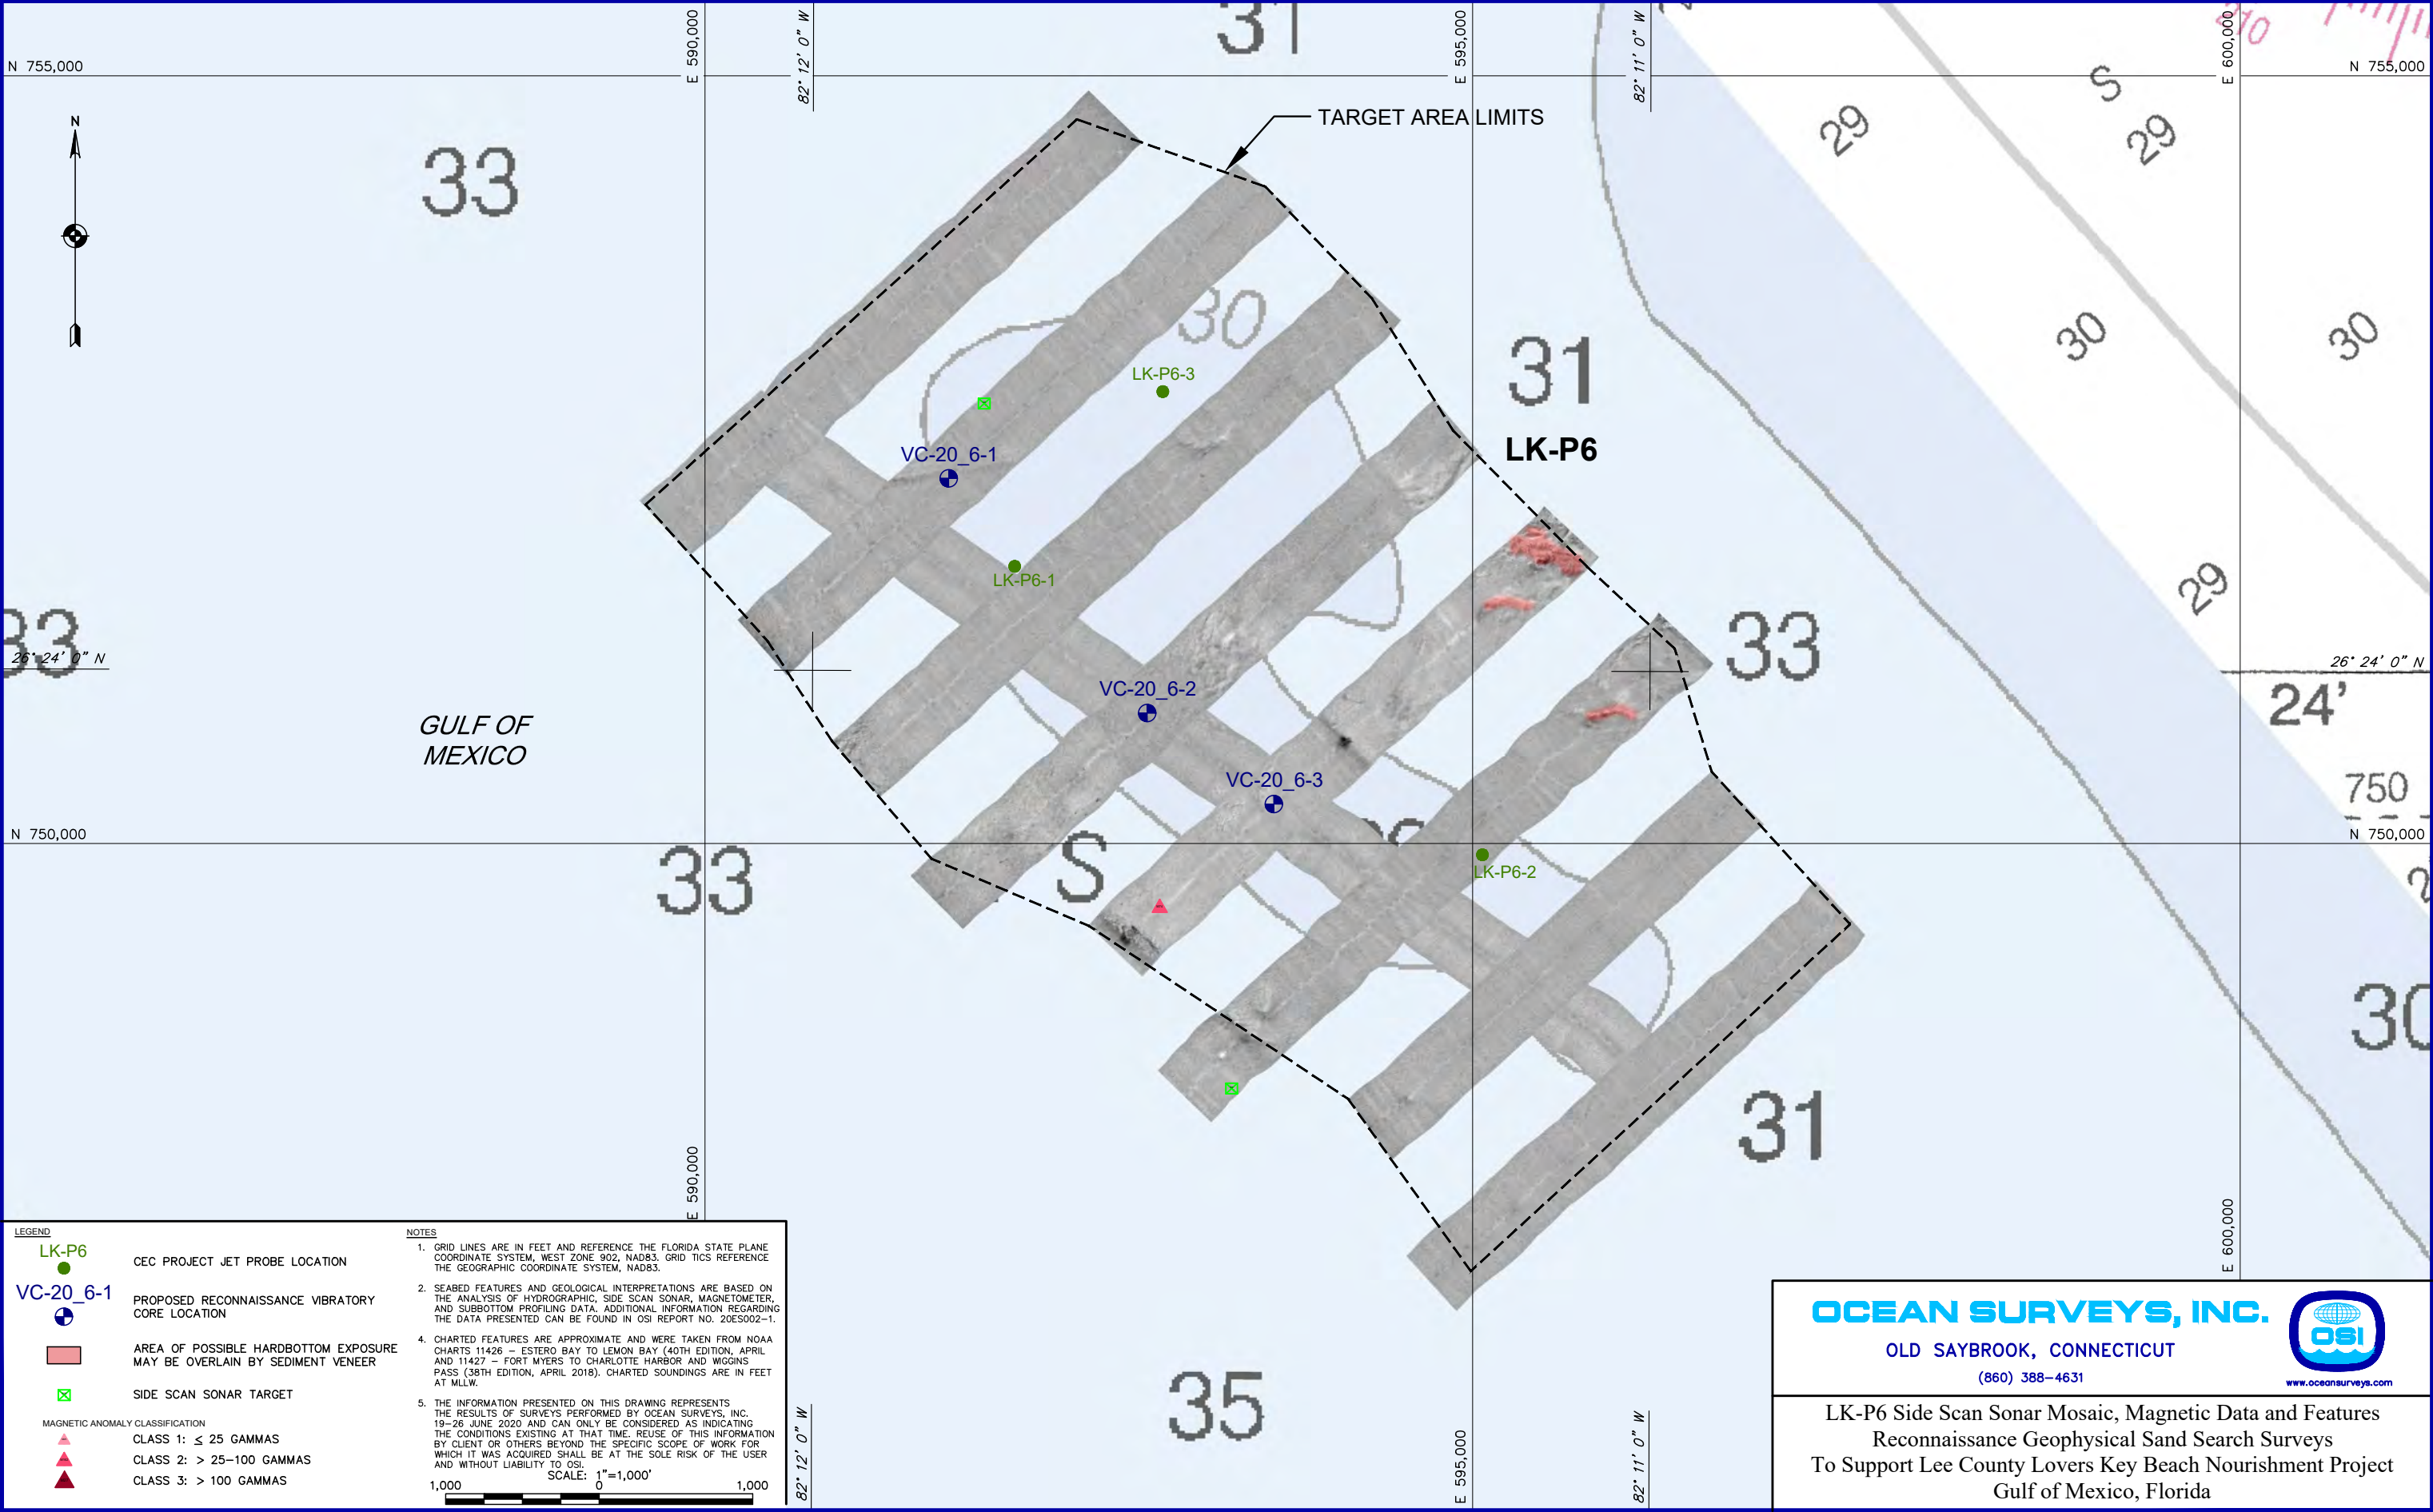 31
E 590,000
82° 12' 0" W
E 595,000
82° 11' 0" W
E 600,000
N 755,000
N 755,000
TARGET AREA LIMITS
S
29
29
N
33
30
31
30
30
LK-P6-3
LK-P6
VC-20_6-1
LK-P6-1
29
33
33
26° 24' 0" N
26° 24' 0" N
24'
VC-20_6-2
GULF OF
MEXICO
VC-20_6-3
750
N 750,000
N 750,000
33
S
LK-P6-2
30
31
35
E 590,000
E 600,000
82° 12' 0" W
E 595,000
82° 11' 0" W
LEGEND
LK-P6
CEC PROJECT JET PROBE LOCATION
VC-20_6-1
PROPOSED RECONNAISSANCE VIBRATORY
CORE LOCATION
AREA OF POSSIBLE HARDBOTTOM EXPOSURE
MAY BE OVERLAIN BY SEDIMENT VENEER
SIDE SCAN SONAR TARGET
MAGNETIC ANOMALY CLASSIFICATION
CLASS 1: ≤ 25 GAMMAS
CLASS 2: > 25-100 GAMMAS
CLASS 3: > 100 GAMMAS
NOTES
1. GRID LINES ARE IN FEET AND REFERENCE THE FLORIDA STATE PLANE
COORDINATE SYSTEM, WEST ZONE 902, NAD83. GRID TICS REFERENCE
THE GEOGRAPHIC COORDINATE SYSTEM, NAD83.
2. SEABED FEATURES AND GEOLOGICAL INTERPRETATIONS ARE BASED ON
THE ANALYSIS OF HYDROGRAPHIC, SIDE SCAN SONAR, MAGNETOMETER,
AND SUBBOTTOM PROFILING DATA. ADDITIONAL INFORMATION REGARDING
THE DATA PRESENTED CAN BE FOUND IN OSI REPORT NO. 20ES002-1.
4. CHARTED FEATURES ARE APPROXIMATE AND WERE TAKEN FROM NOAA
CHARTS 11426 - ESTERO BAY TO LEMON BAY (40TH EDITION, APRIL
AND 11427 - FORT MYERS TO CHARLOTTE HARBOR AND WIGGINS
PASS (38TH EDITION, APRIL 2018). CHARTED SOUNDINGS ARE IN FEET
AT MLLW.
5. THE INFORMATION PRESENTED ON THIS DRAWING REPRESENTS
THE RESULTS OF SURVEYS PERFORMED BY OCEAN SURVEYS, INC.
19-26 JUNE 2020 AND CAN ONLY BE CONSIDERED AS INDICATING
THE CONDITIONS EXISTING AT THAT TIME. REUSE OF THIS INFORMATION
BY CLIENT OR OTHERS BEYOND THE SPECIFIC SCOPE OF WORK FOR
WHICH IT WAS ACQUIRED SHALL BE AT THE SOLE RISK OF THE USER
AND WITHOUT LIABILITY TO OSI.
SCALE: 1"=1,000'
1,000 0 1,000
OCEAN SURVEYS, INC.
OLD SAYBROOK, CONNECTICUT
(860) 388-4631
OSI
www.oceansurveys.com
LK-P6 Side Scan Sonar Mosaic, Magnetic Data and Features
Reconnaissance Geophysical Sand Search Surveys
To Support Lee County Lovers Key Beach Nourishment Project
Gulf of Mexico, Florida